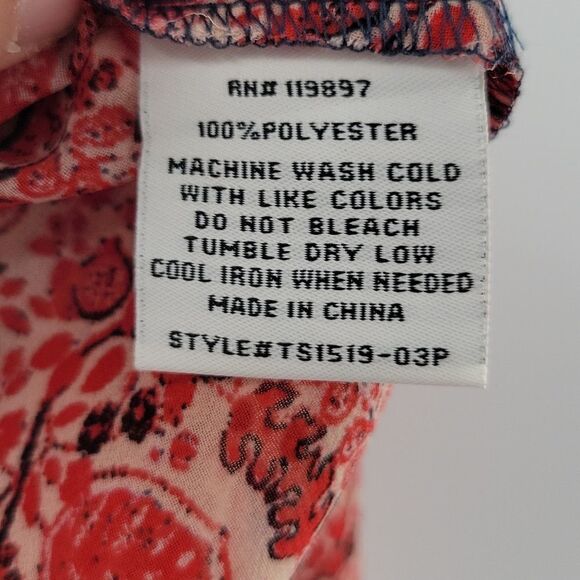 RN# 119897
100%POLYESTER
MACHINE WASH COLD
WITH LIKE COLORS
DO NOT BLEACH
TUMBLE DRY LOW
COOL IRON WHEN NEEDED
MADE IN CHINA
STYLE#TS1519-03P